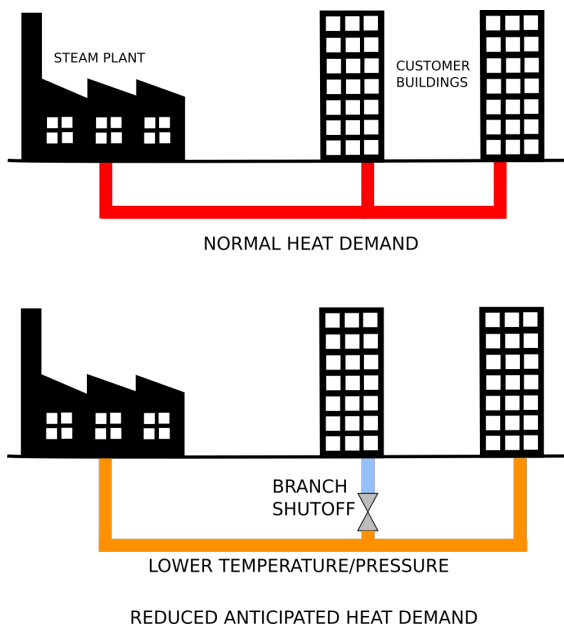 STEAM PLANT
CUSTOMER
BUILDINGS
NORMAL HEAT DEMAND
BRANCH
SHUTOFF
LOWER TEMPERATURE/PRESSURE
REDUCED ANTICIPATED HEAT DEMAND